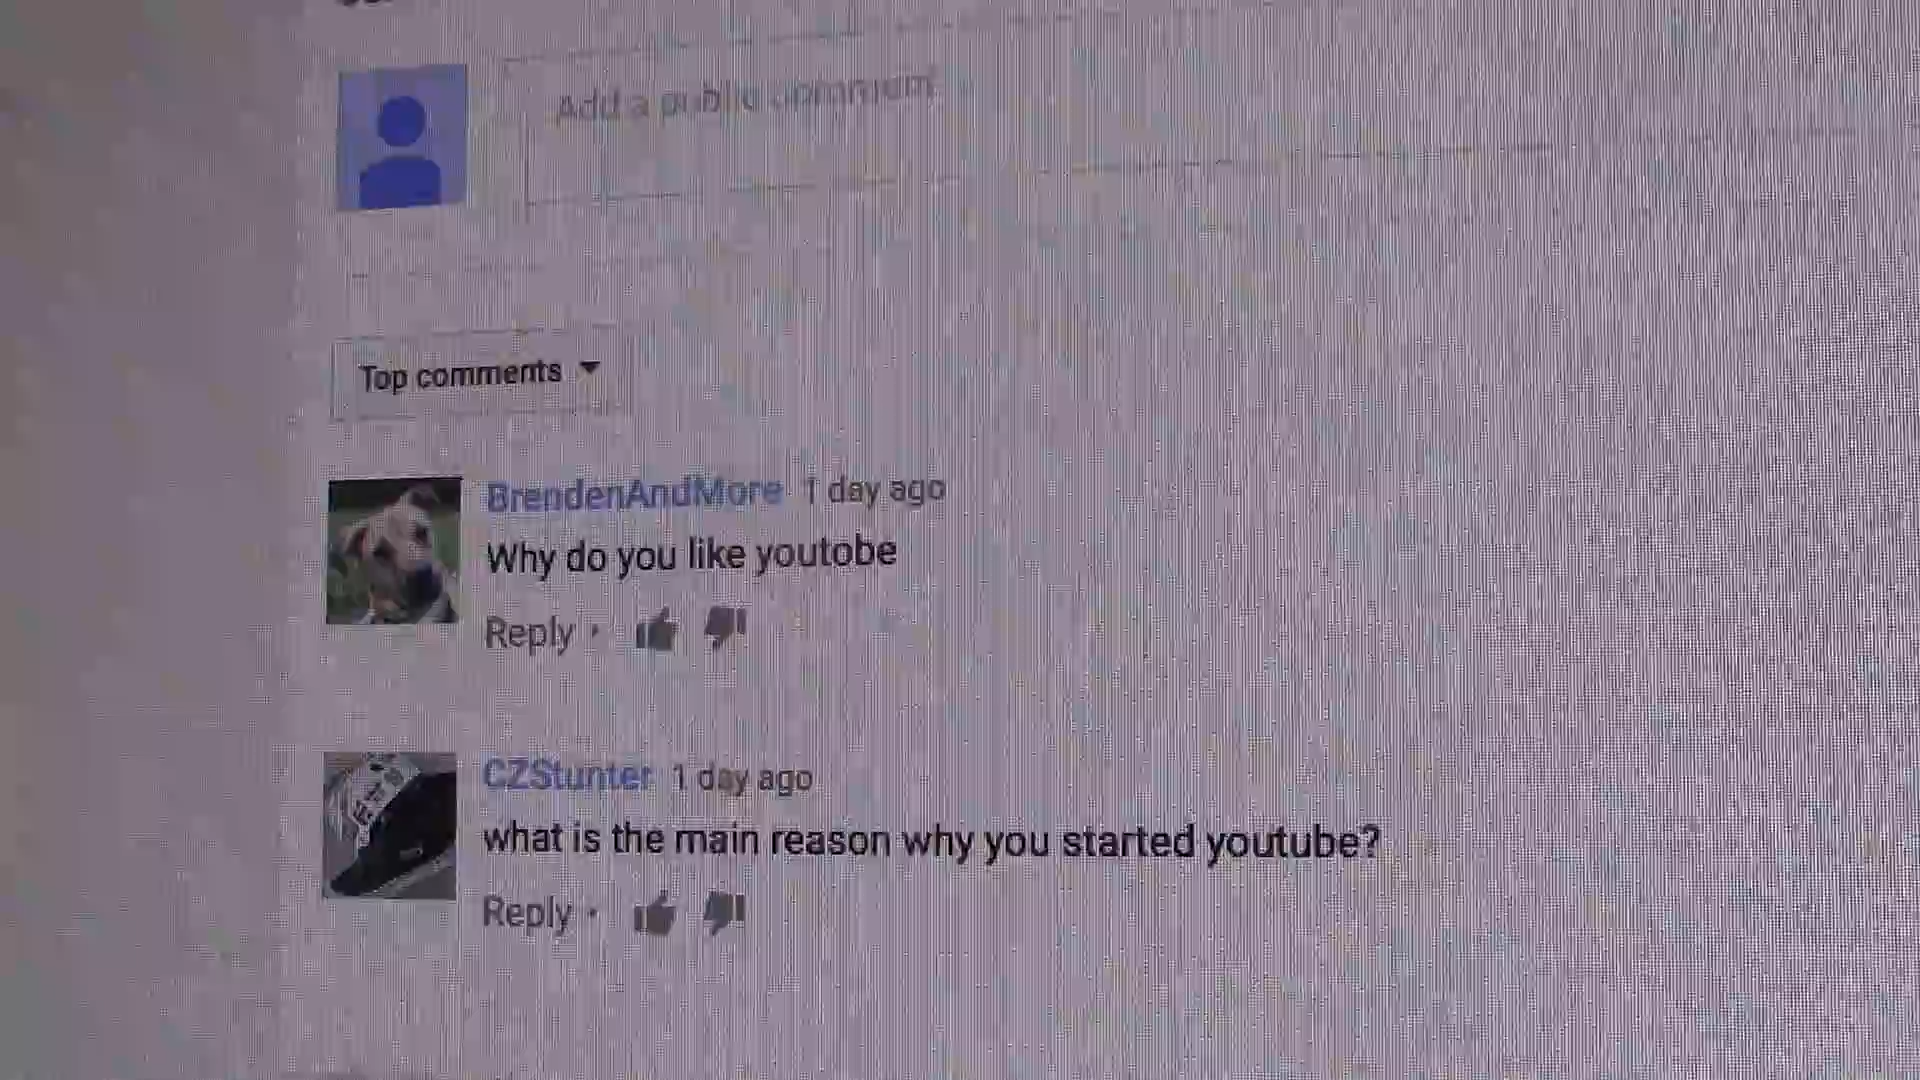 Add a public comment
Top comments
BrendenAndMore 1 day ago
Why do you like youtobe
Reply ·
CZStunter 1 day ago
what is the main reason why you started youtube?
Reply ·